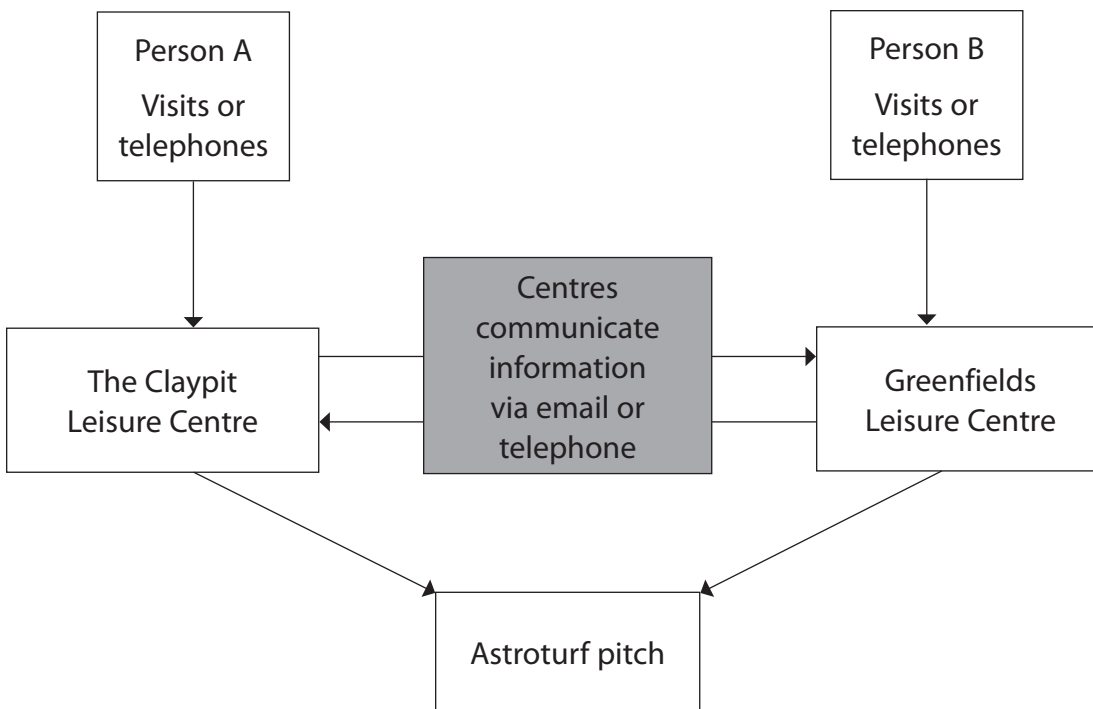 Person A
Visits or
telephones
Person B
Visits or
telephones
Centres
communicate
information
via email or
telephone
The Claypit
Leisure Centre
Greenfields
Leisure Centre
Astroturf pitch